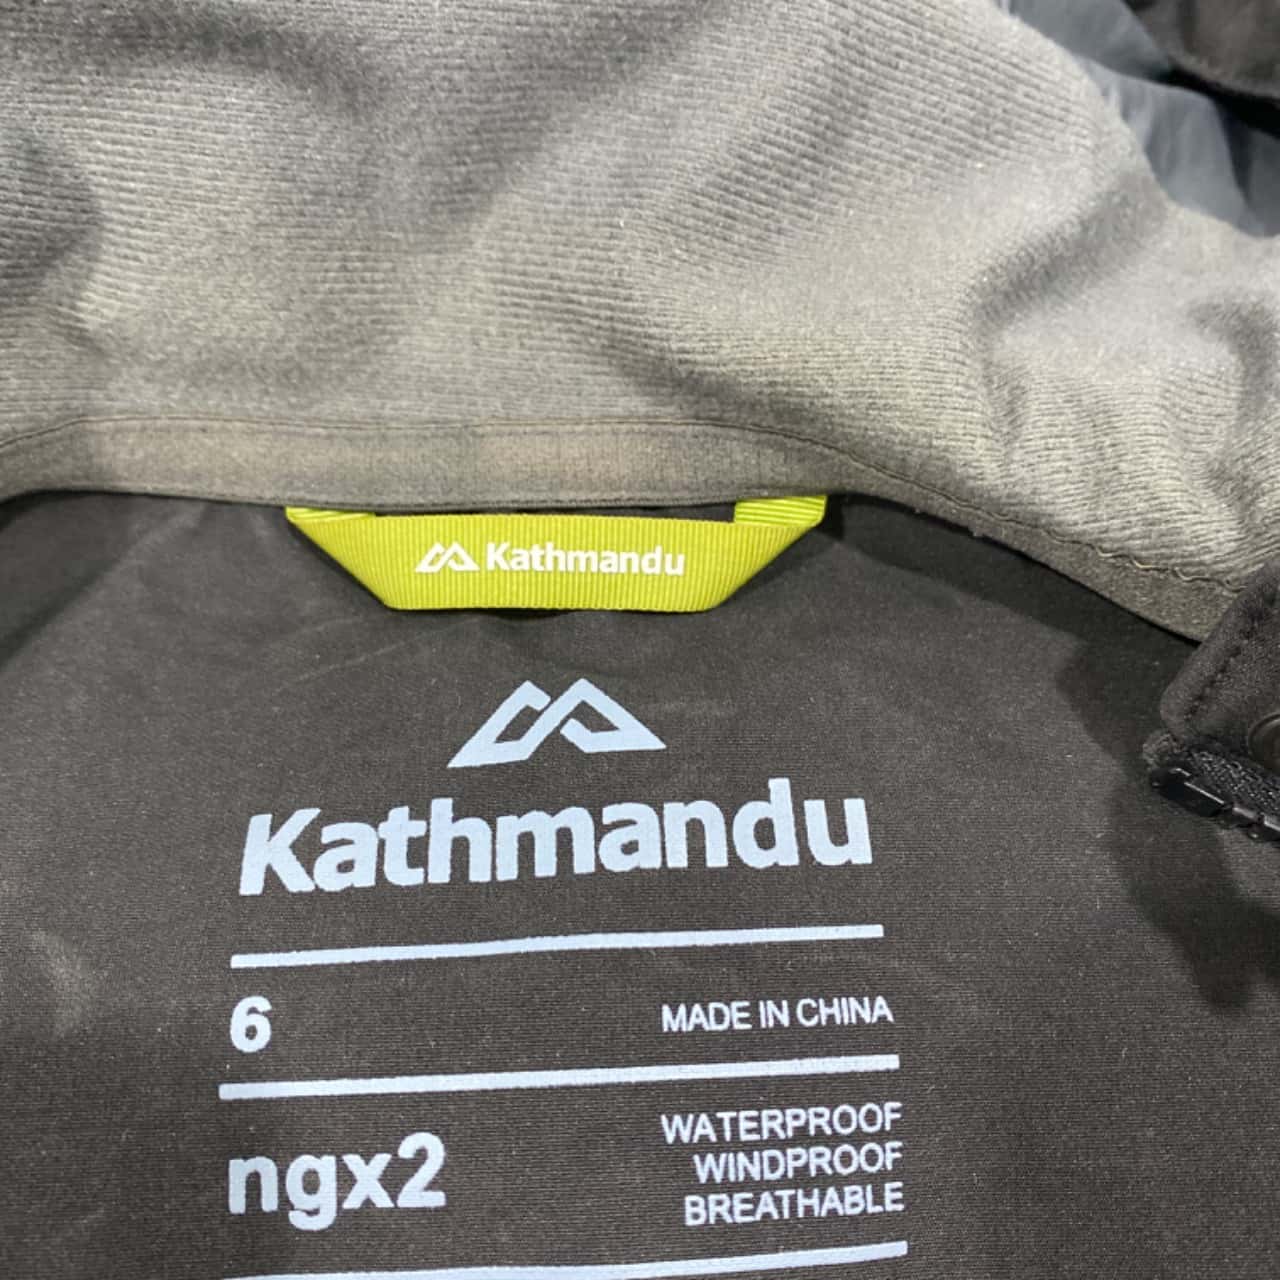 Kathmandu
Kathmandu
6
MADE IN CHINA
ngx2
WATERPROOF
WINDPROOF
BREATHABLE